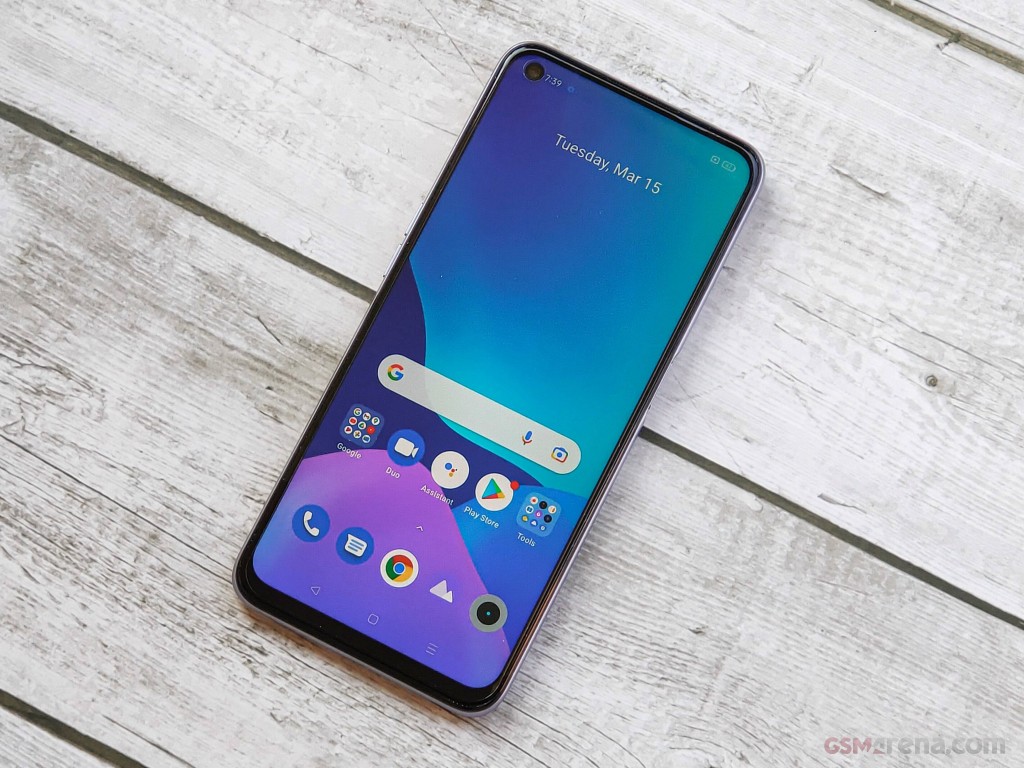 7:39
Tuesday, Mar 15
G
Google
Duo
Assistant
Play Store
Tools
GSMarena.com